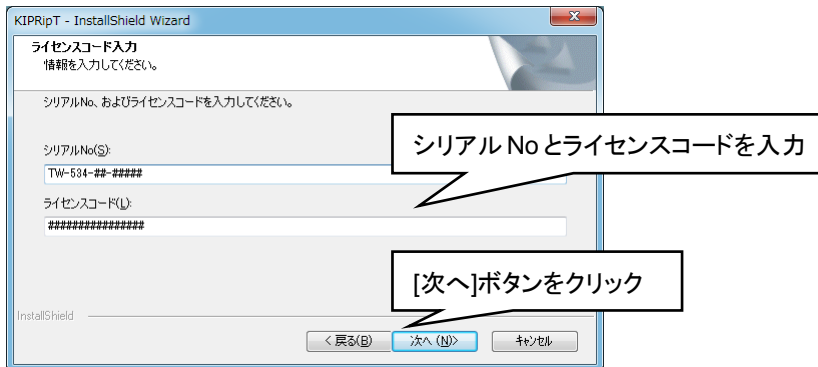 KIPRipT - InstallShield Wizard
ライセンスコード入力
情報を入力してください。
シリアルNo、およびライセンスコードを入力してください。
シリアル No とライセンスコードを入力
シリアルNo(S):
TW-534-##-#####
ライセンスコード(L):
################
[次へ]ボタンをクリック
InstallShield
< 戻る(B)
次へ (N)>
キャンセル